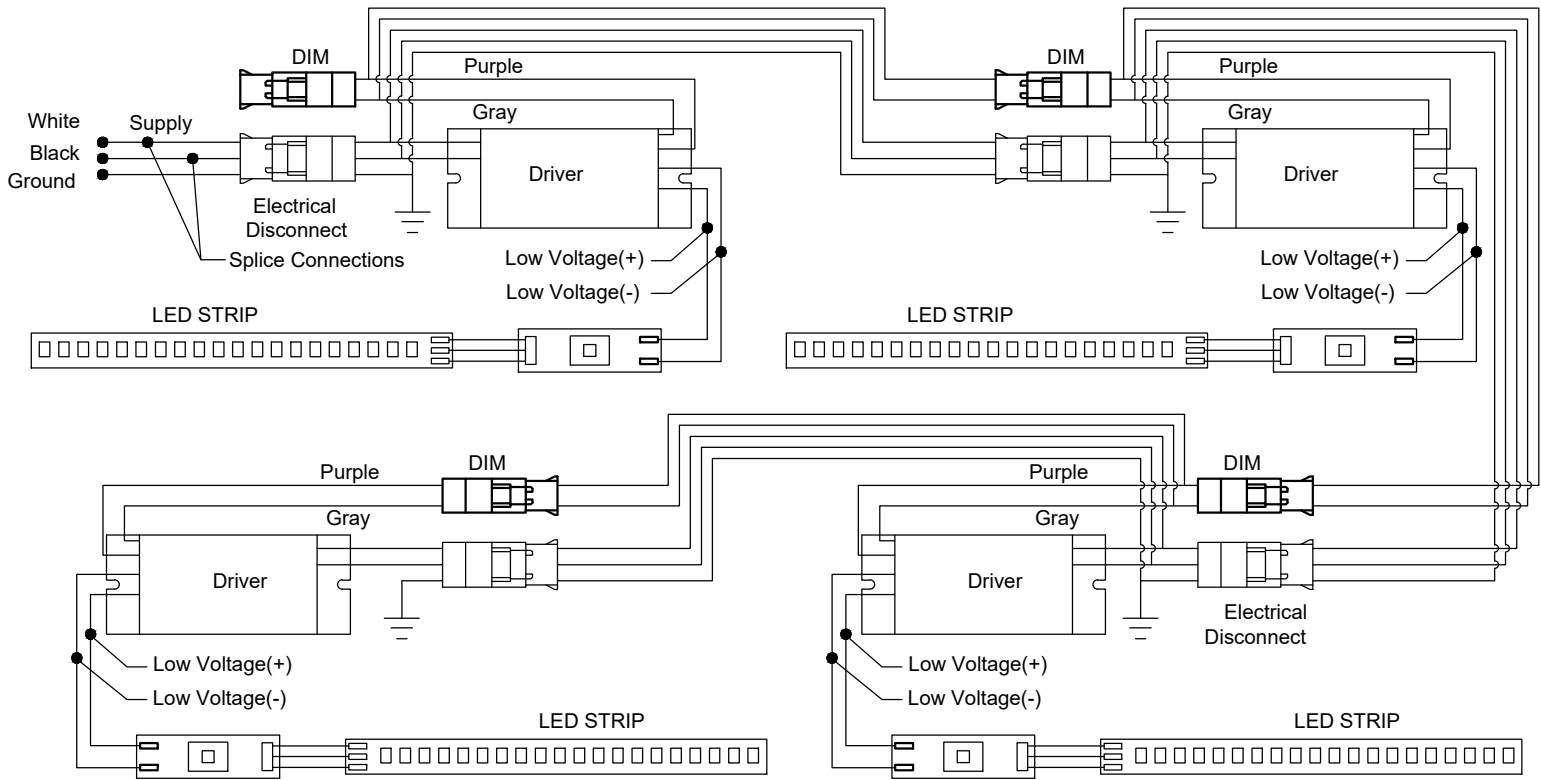 DIM
Purple
Gray
White
Supply
Black
Ground
Driver
Electrical
Disconnect
Splice Connections
Low Voltage(+)
Low Voltage(-)
LED STRIP
DIM
Purple
Gray
Driver
Low Voltage(+)
Low Voltage(-)
LED STRIP
Purple
DIM
Gray
Driver
Low Voltage(+)
Low Voltage(-)
LED STRIP
Purple
DIM
Gray
Driver
Electrical
Disconnect
Low Voltage(+)
Low Voltage(-)
LED STRIP